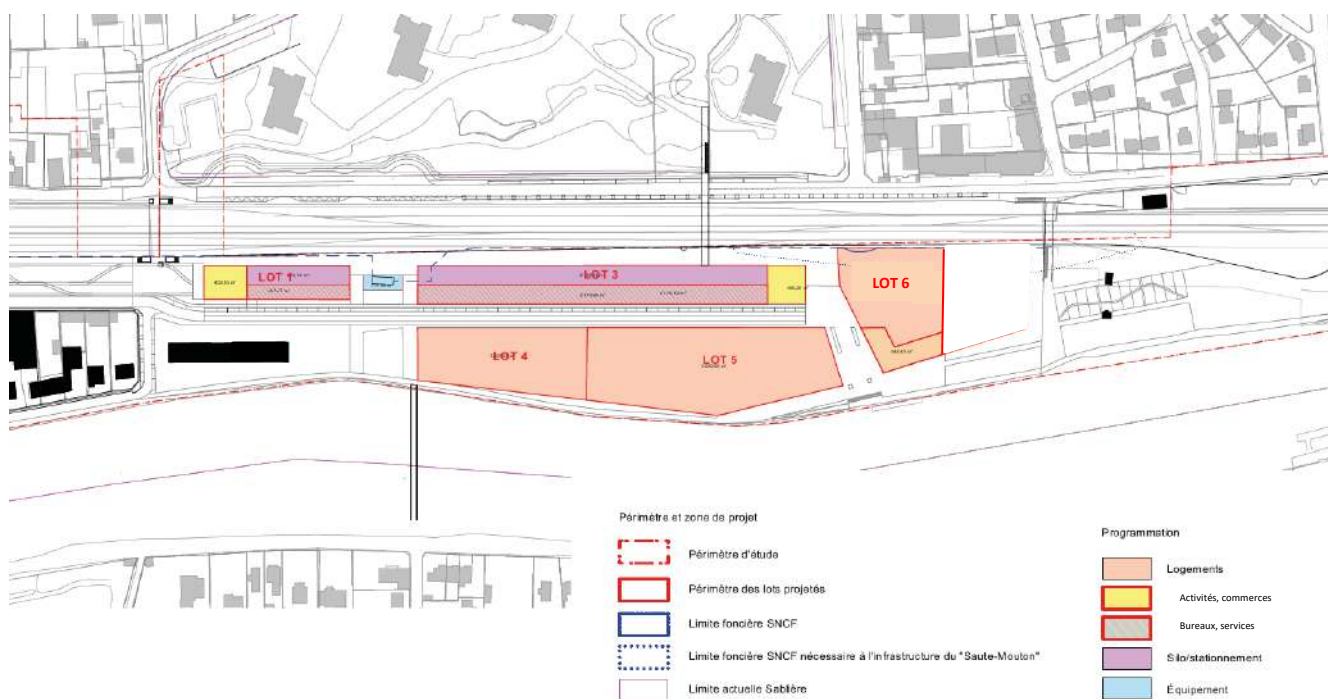 LOT 1
LOT 3
LOT 6
LOT 4
LOT 5
Périmètre et zone de projet
Périmètre d'étude
Périmètre des lots projetés
Limite foncière SNCF
Limite foncière SNCF nécessaire à l'infrastructure du "Saute-Mouton"
Limite actuelle Sablière
Programmation
Logements
Activités, commerces
Bureaux, services
Silo/stationnement
Équipement